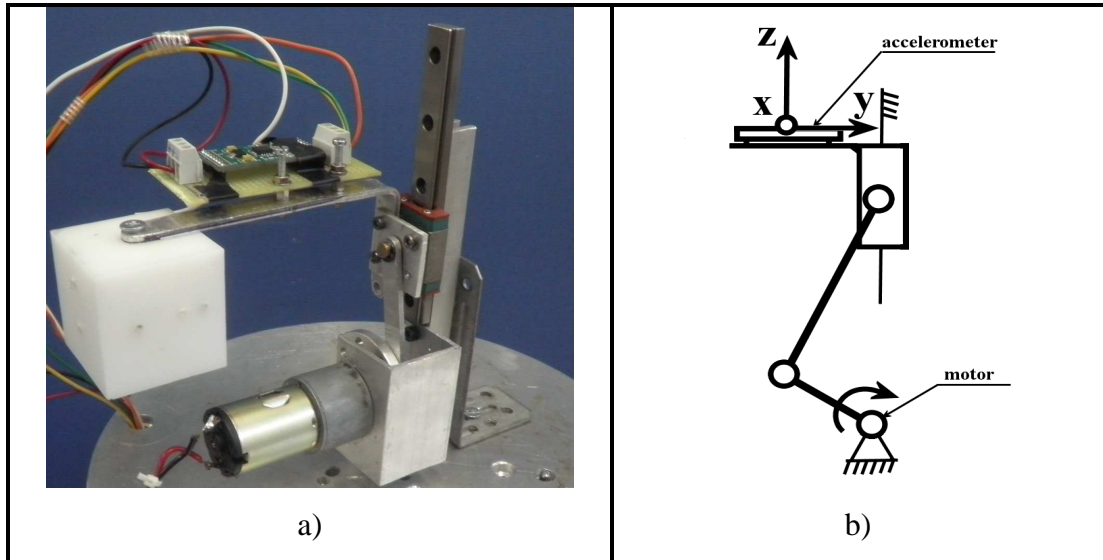 z
accelerometer
x
y
motor
a)
b)